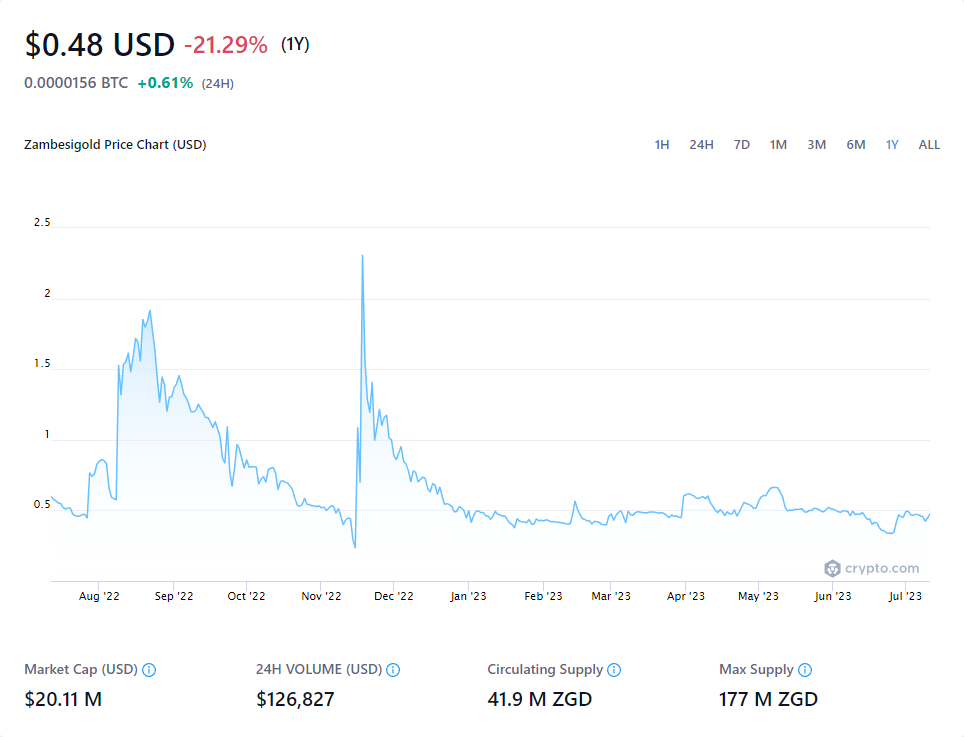 $0.48 USD -21.29% (1Y)
0.0000156 BTC +0.61% (24H)
Zambesigold Price Chart (USD) 1H 24H 7D 1M 3M 6M 1Y ALL
2.5
2
1.5
1
0.5
crypto.com
Aug '22 Sep '22 Oct '22 Nov '22 Dec '22 Jan '23 Feb '23 Mar '23 Apr '23 May '23 Jun '23 Jul '23
Market Cap (USD) 24H VOLUME (USD) Circulating Supply Max Supply
$20.11 M $126,827 41.9 M ZGD 177 M ZGD